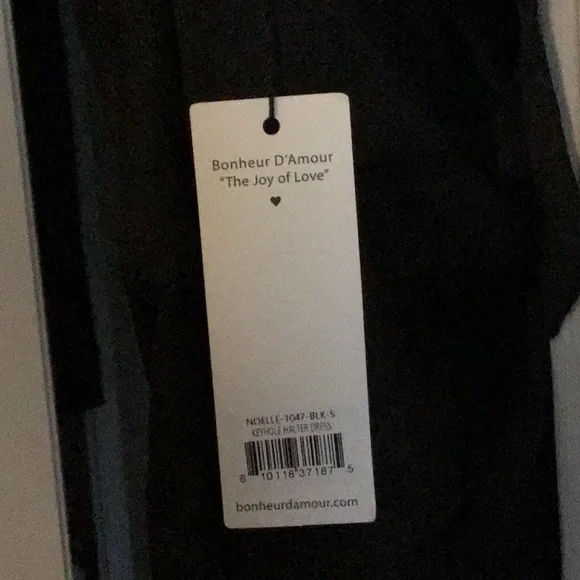 Bonheur D'Amour
"The Joy of Love"
NOELLE-1047-BLK-S
KEYHOLE HALTER DRESS
8 10118 37187 5
bonheurdamour.com